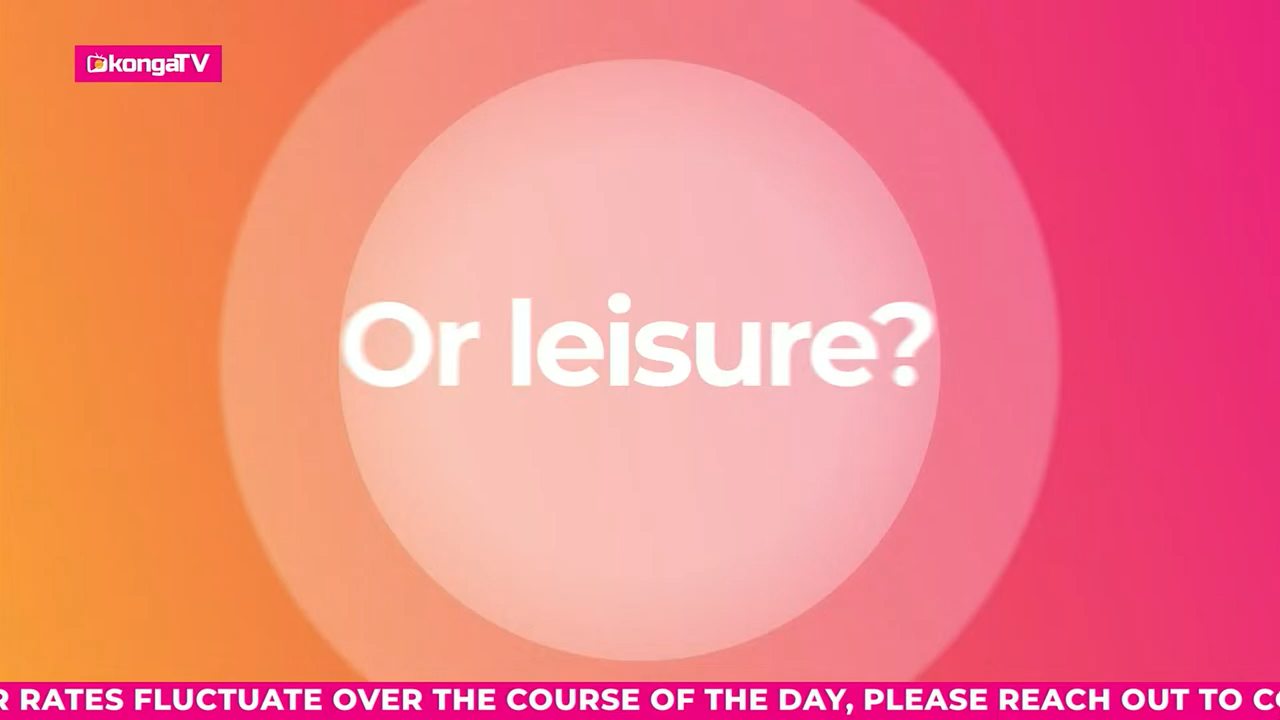 kongaTV
Or leisure?
RATES FLUCTUATE OVER THE COURSE OF THE DAY, PLEASE REACH OUT TO